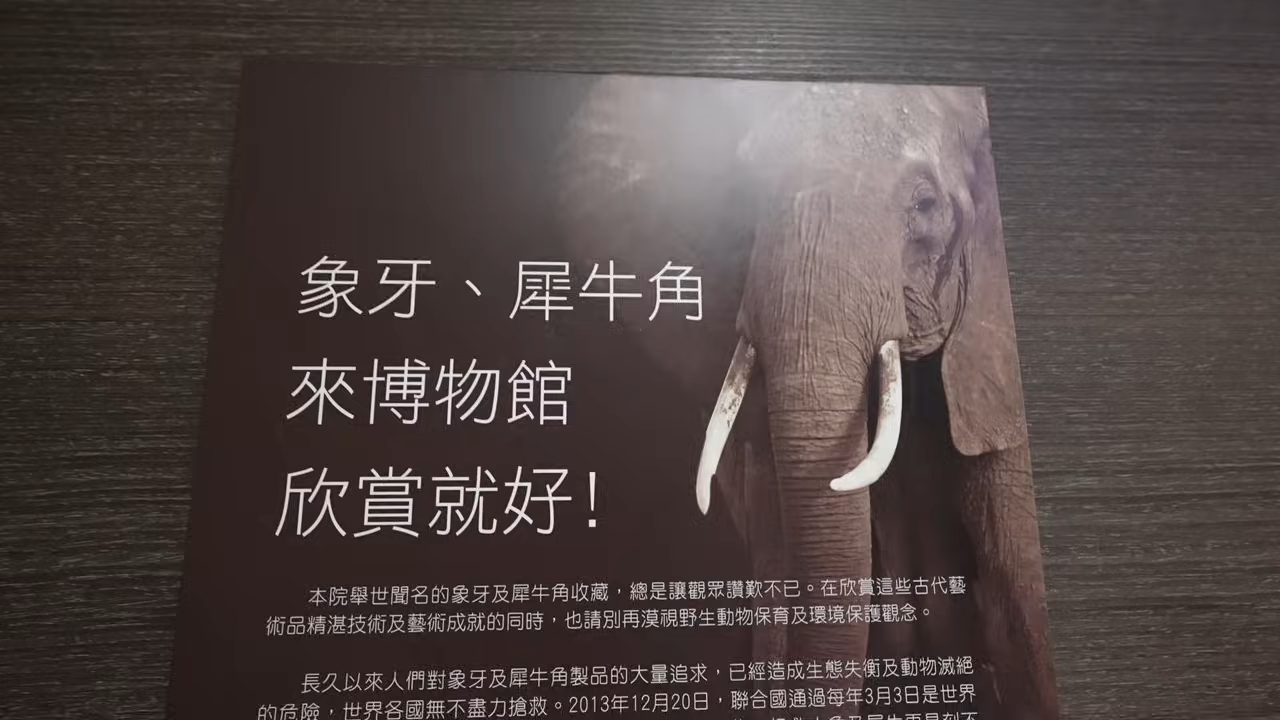 象牙、犀牛角
來博物館
欣賞就好!
本院舉世聞名的象牙及犀牛角收藏，總是讓觀眾讚歎不已。在欣賞這些古代藝
術品精湛技術及藝術成就的同時，也請別再漠視野生動物保育及環境保護觀念。
長久以來人們對象牙及犀牛角製品的大量追求，已經造成生態失衡及動物滅絕
的危險，世界各國無不盡力搶救。2013年12月20日，聯合國通過每年3月3日是世界